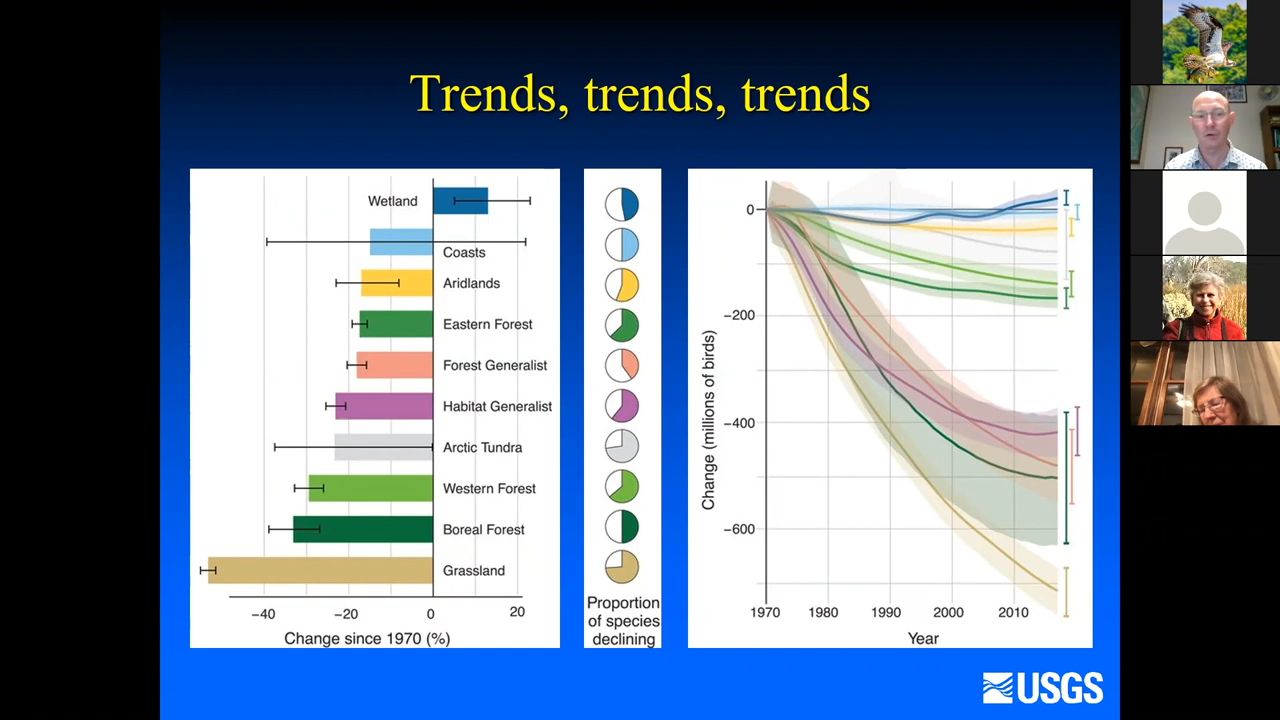 Trends, trends, trends
Wetland
Coasts
Aridlands
Eastern Forest
Forest Generalist
Habitat Generalist
Arctic Tundra
Western Forest
Boreal Forest
Grassland
−40
−20
0
20
Change since 1970 (%)
Proportion
of species
declining
Change (millions of birds)
0
−200
−400
−600
1970
1980
1990
2000
2010
Year
USGS